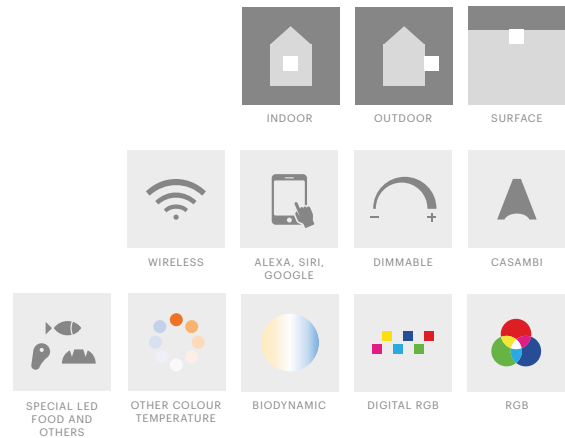 INDOOR
OUTDOOR
SURFACE
WIRELESS
ALEXA, SIRI,
GOOGLE
DIMMABLE
CASAMBI
SPECIAL LED
FOOD AND
OTHERS
OTHER COLOUR
TEMPERATURE
BIODYNAMIC
DIGITAL RGB
RGB